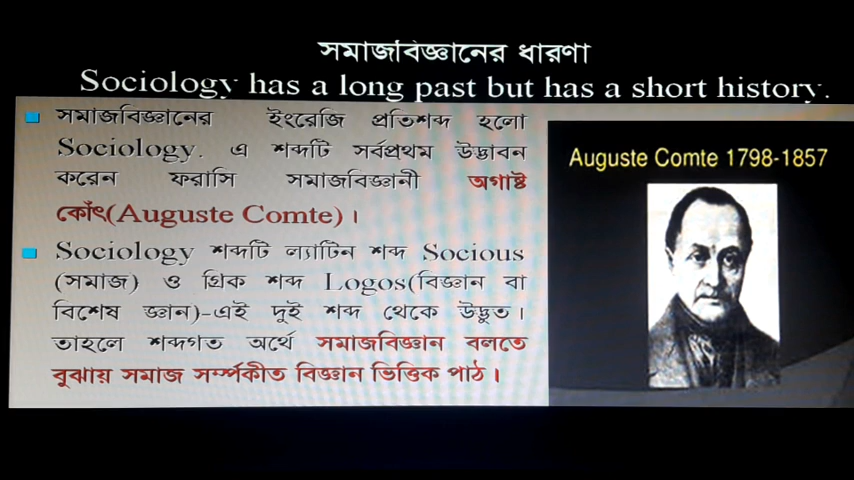 সমাজবিজ্ঞানের ধারণা
Sociology has a long past but has a short history.
সমাজবিজ্ঞানের ইংরেজি প্রতিশব্দ হলো
Sociology. এ শব্দটি সর্বপ্রথম উদ্ভাবন
করেন ফরাসি সমাজবিজ্ঞানী অগাষ্ট
কোঁৎ(Auguste Comte)।
Sociology শব্দটি ল্যাটিন শব্দ Socious
(সমাজ) ও গ্রিক শব্দ Logos(বিজ্ঞান বা
বিশেষ জ্ঞান)-এই দুই শব্দ থেকে উদ্ভুত।
তাহলে শব্দগত অর্থে সমাজবিজ্ঞান বলতে
বুঝায় সমাজ সর্ম্পকীত বিজ্ঞান ভিত্তিক পাঠ।
Auguste Comte 1798-1857